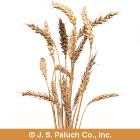 © J. S. Paluch Co., Inc.